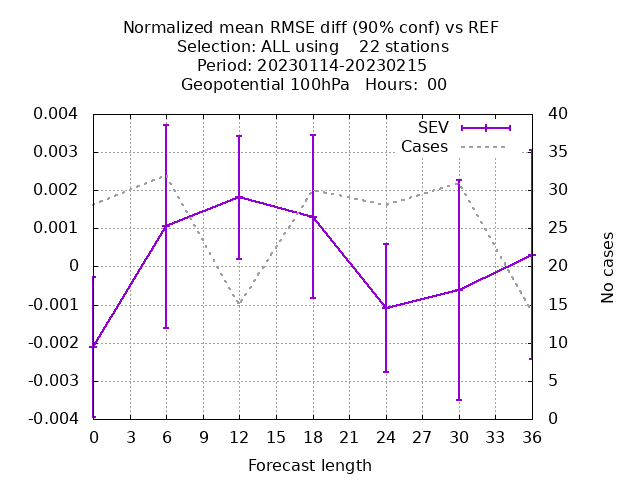 Normalized mean RMSE diff (90% conf) vs REF
Selection: ALL using    22 stations
Period: 20230114-20230215
Geopotential 100hPa   Hours:  00
SEV
Cases
0.004
0.003
0.002
0.001
0
-0.001
-0.002
-0.003
-0.004
40
35
30
25
20
15
10
5
0
No cases
0 3 6 9 12 15 18 21 24 27 30 33 36
Forecast length